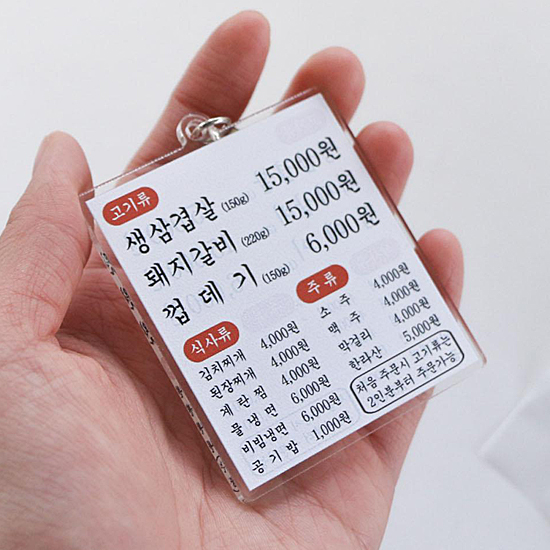 고기류
생삼겹살 (150g) 15,000원
돼지갈비 (220g) 15,000원
껍데기 (150g) 6,000원
식사류
김치찌개 4,000원
된장찌개 4,000원
계란찜 4,000원
물냉면 6,000원
비빔냉면 6,000원
공기밥 1,000원
주류
소주 4,000원
맥주 4,000원
막걸리 4,000원
한라산 5,000원
처음 주문시 고기류는
2인분부터 주문가능